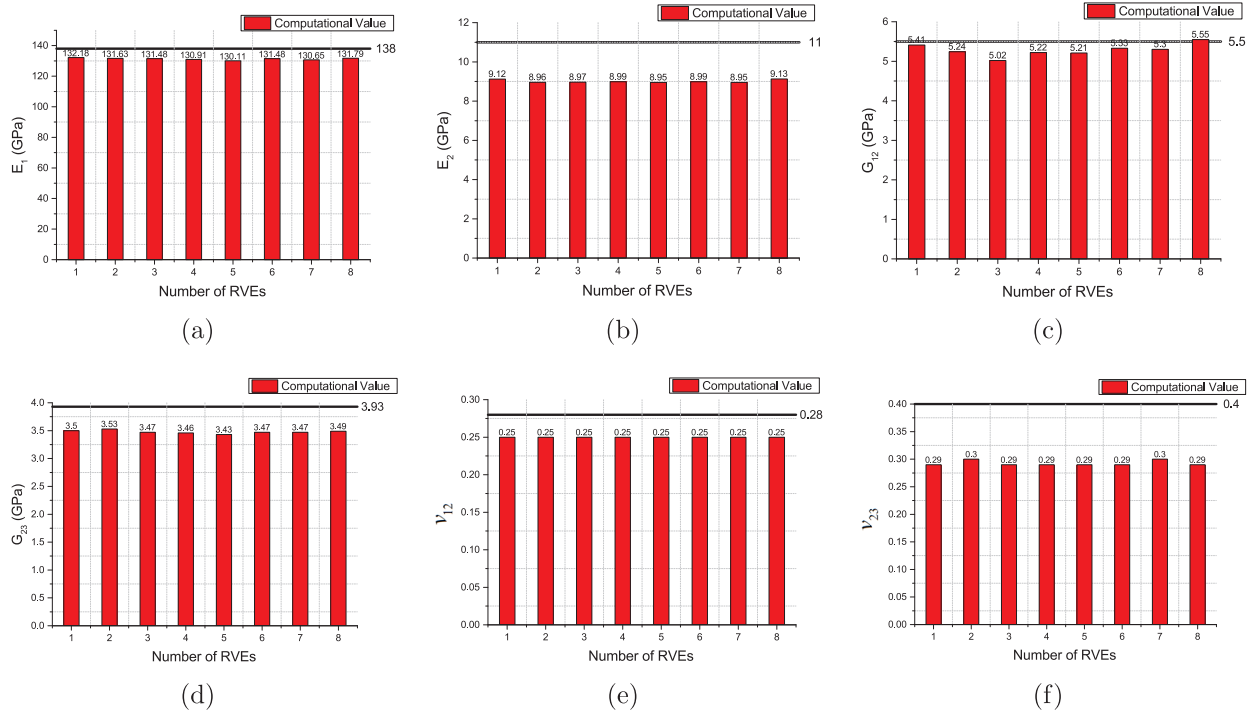 Computational Value
138
132.18 131.63 131.48 130.91 130.11 131.48 130.65 131.79
140
120
100
80
60
40
20
0
E1 (GPa)
1 2 3 4 5 6 7 8
Number of RVEs
(a)
Computational Value
11
9.12 8.96 8.97 8.99 8.95 8.99 8.95 9.13
12
10
8
6
4
2
0
E2 (GPa)
1 2 3 4 5 6 7 8
Number of RVEs
(b)
Computational Value
5.5
5.41 5.24 5.02 5.22 5.21 5.33 5.3 5.55
6
5
4
3
2
1
0
G12 (GPa)
1 2 3 4 5 6 7 8
Number of RVEs
(c)
Computational Value
3.93
3.5 3.53 3.47 3.46 3.43 3.47 3.47 3.49
4.0
3.5
3.0
2.5
2.0
1.5
1.0
0.5
0.0
G23 (GPa)
1 2 3 4 5 6 7 8
Number of RVEs
(d)
Computational Value
0.28
0.25 0.25 0.25 0.25 0.25 0.25 0.25 0.25
0.30
0.25
0.20
0.15
0.10
0.05
0.00
ν12
1 2 3 4 5 6 7 8
Number of RVEs
(e)
Computational Value
0.4
0.29 0.3 0.29 0.29 0.29 0.29 0.3 0.29
0.40
0.35
0.30
0.25
0.20
0.15
0.10
0.05
0.00
ν23
1 2 3 4 5 6 7 8
Number of RVEs
(f)